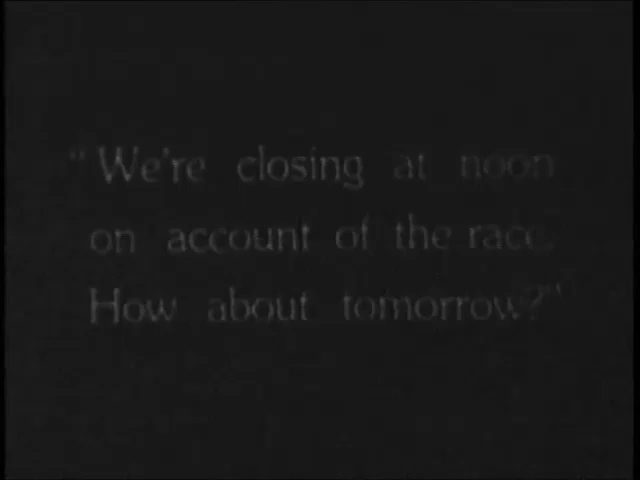 "We're closing at noon
on account of the race.
How about tomorrow?"